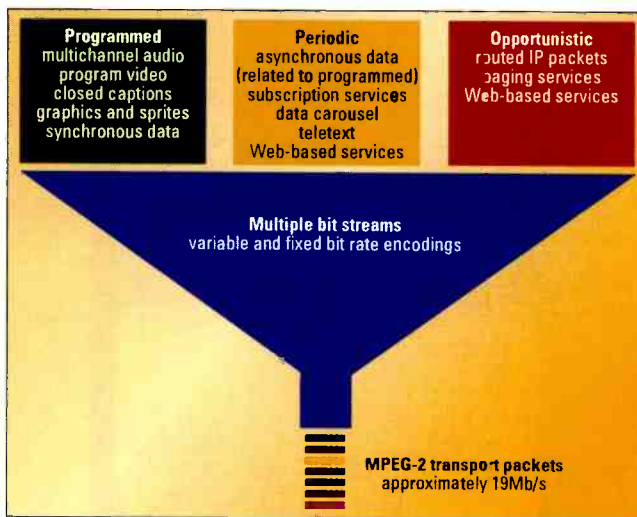 Programmed
multichannel audio
program video
closed captions
graphics and sprites
synchronous data
Periodic
asynchronous data
(related to programmed)
subscription services
data carousel
teletext
Web-based services
Opportunistic
routed IP packets
paging services
Web-based services
Multiple bit streams
variable and fixed bit rate encodings
MPEG-2 transport packets
approximately 19Mb/s